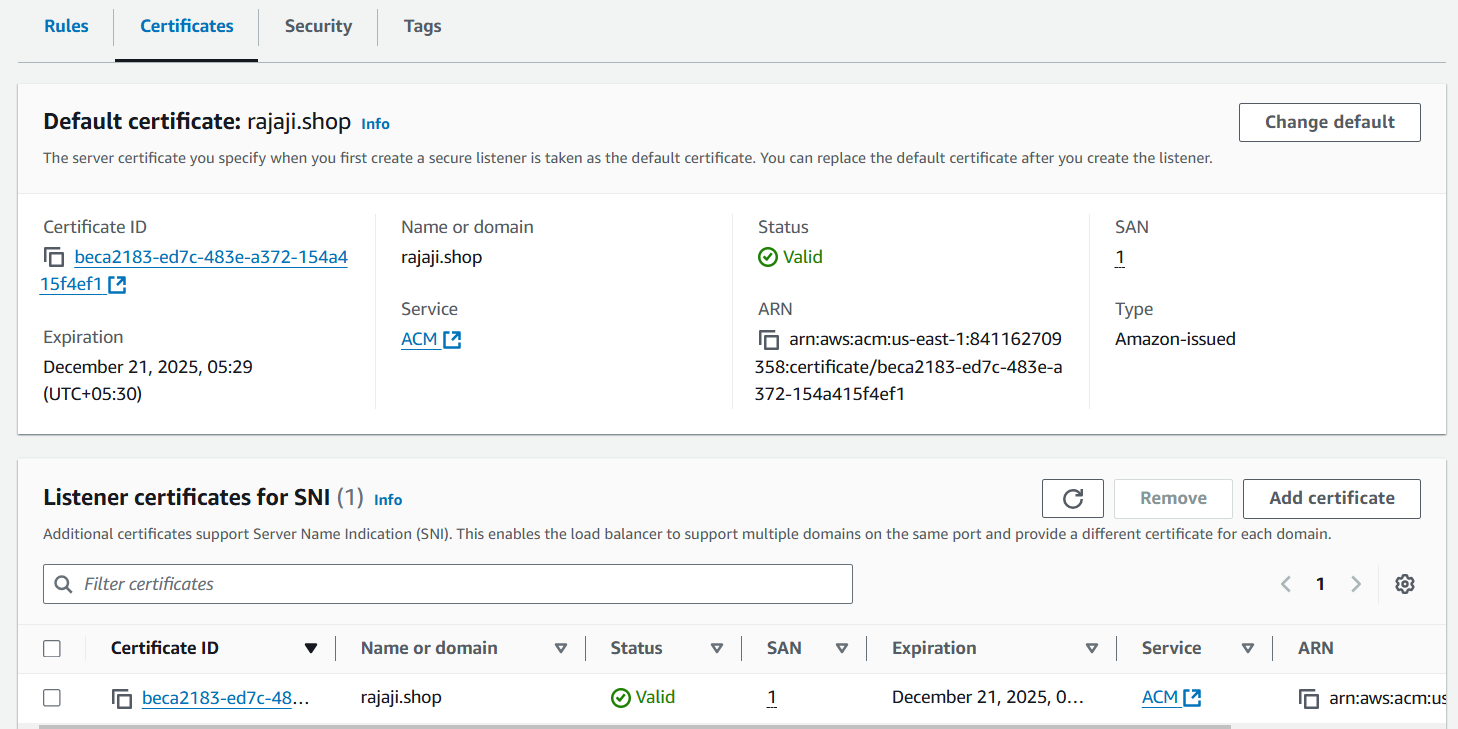 Rules Certificates Security Tags
Default certificate: rajaji.shop Info
Change default
The server certificate you specify when you first create a secure listener is taken as the default certificate. You can replace the default certificate after you create the listener.
Certificate ID
beca2183-ed7c-483e-a372-154a4
15f4ef1
Expiration
December 21, 2025, 05:29
(UTC+05:30)
Name or domain
rajaji.shop
Service
ACM
Status
Valid
ARN
arn:aws:acm:us-east-1:841162709
358:certificate/beca2183-ed7c-483e-a
372-154a415f4ef1
SAN
1
Type
Amazon-issued
Listener certificates for SNI (1) Info
Remove Add certificate
Additional certificates support Server Name Indication (SNI). This enables the load balancer to support multiple domains on the same port and provide a different certificate for each domain.
Filter certificates
1
Certificate ID Name or domain Status SAN Expiration Service ARN
beca2183-ed7c-48... rajaji.shop Valid 1 December 21, 2025, 0... ACM arn:aws:acm:us